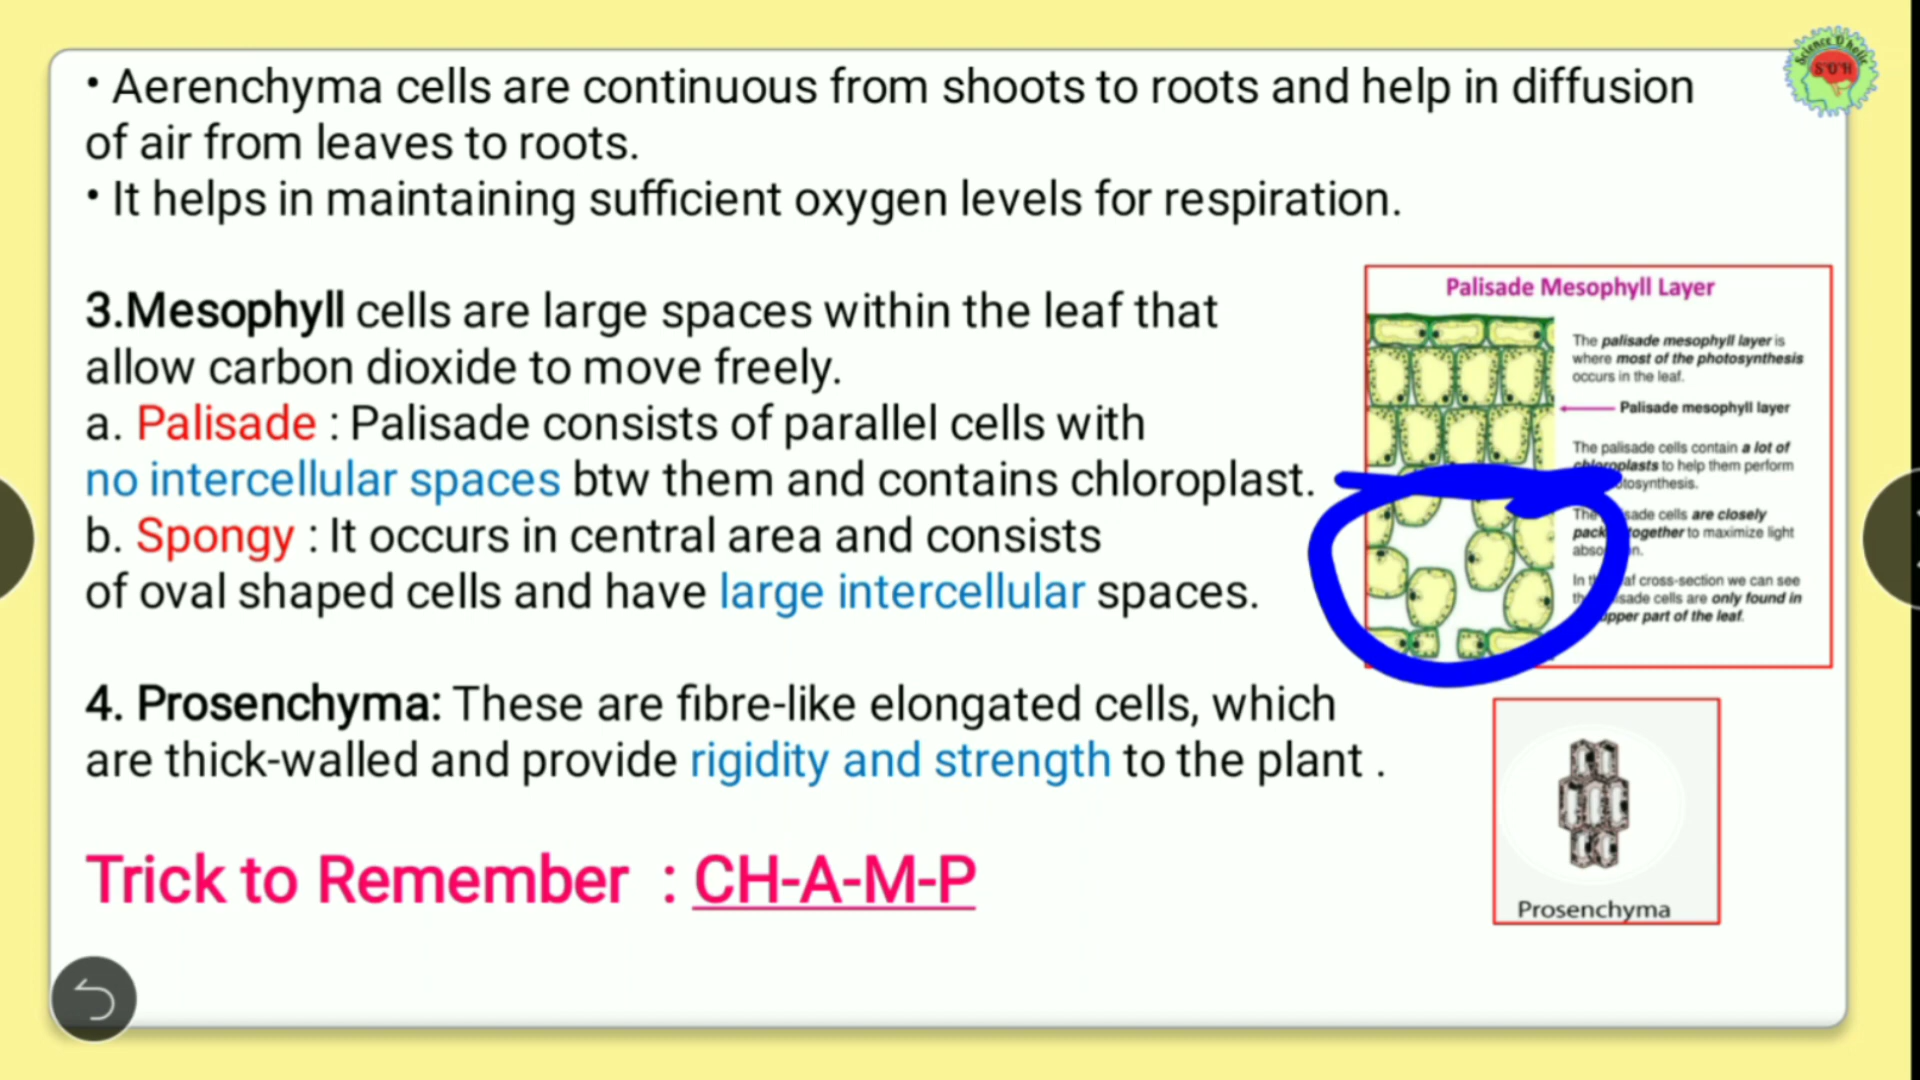 • Aerenchyma cells are continuous from shoots to roots and help in diffusion
of air from leaves to roots.
• It helps in maintaining sufficient oxygen levels for respiration.
3.Mesophyll cells are large spaces within the leaf that
allow carbon dioxide to move freely.
a. Palisade : Palisade consists of parallel cells with
no intercellular spaces btw them and contains chloroplast.
b. Spongy : It occurs in central area and consists
of oval shaped cells and have large intercellular spaces.
4. Prosenchyma: These are fibre-like elongated cells, which
are thick-walled and provide rigidity and strength to the plant .
Trick to Remember : CH-A-M-P
Science O'holic
S'O'H
Palisade Mesophyll Layer
The palisade mesophyll layer is
where most of the photosynthesis
occurs in the leaf.
Palisade mesophyll layer
The palisade cells contain a lot of
chloroplasts to help them perform
The cells are closely
together to maximize light
In cross-section we can see
cells are only found in
part of the leaf.
Prosenchyma